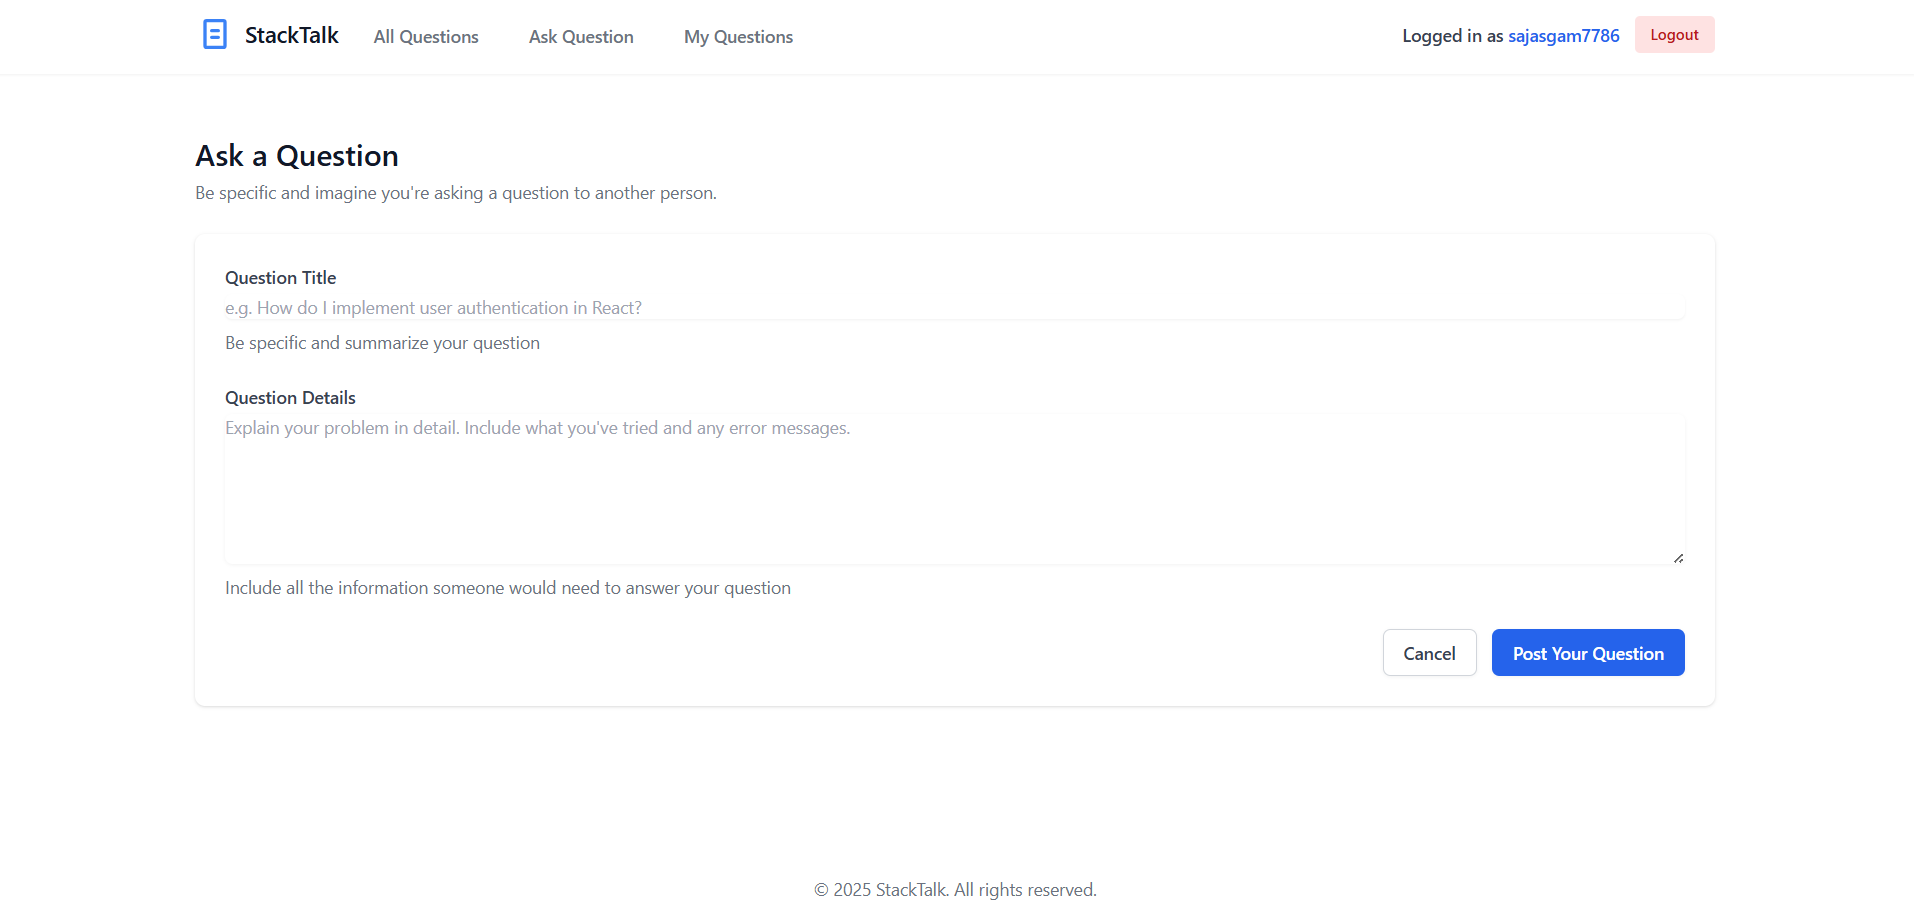 StackTalk All Questions Ask Question My Questions Logged in as sajasgam7786 Logout
Ask a Question
Be specific and imagine you're asking a question to another person.
Question Title
e.g. How do I implement user authentication in React?
Be specific and summarize your question
Question Details
Explain your problem in detail. Include what you've tried and any error messages.
Include all the information someone would need to answer your question
Cancel Post Your Question
© 2025 StackTalk. All rights reserved.